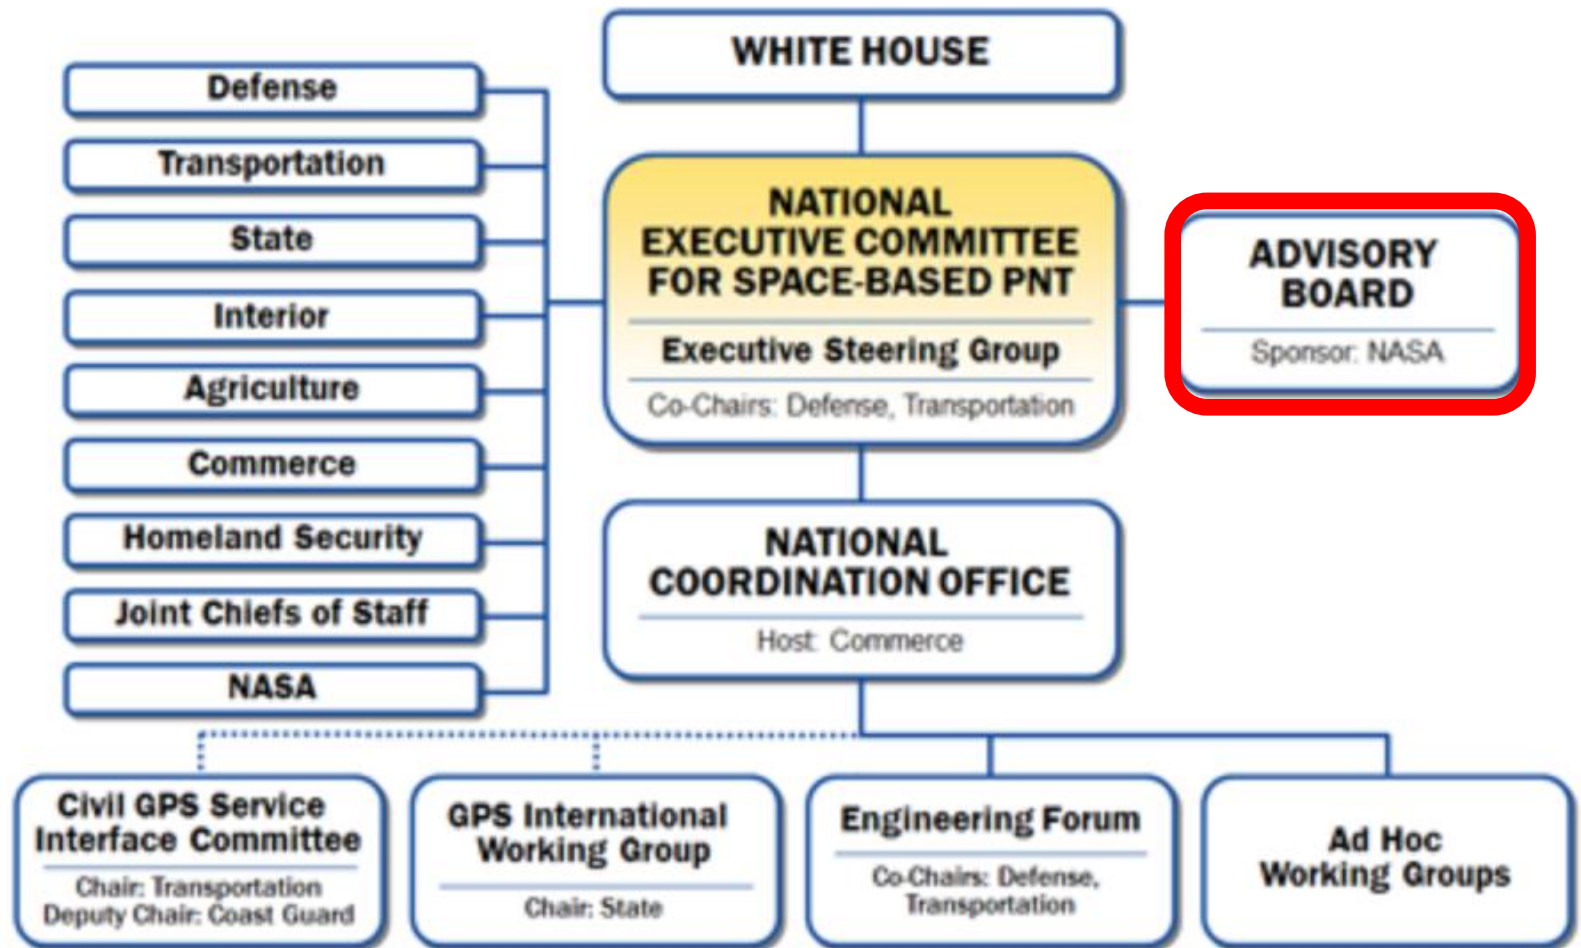 WHITE HOUSE
Defense
Transportation
State
Interior
Agriculture
Commerce
Homeland Security
Joint Chiefs of Staff
NASA
NATIONAL
EXECUTIVE COMMITTEE
FOR SPACE-BASED PNT
Executive Steering Group
Co-Chairs: Defense, Transportation
ADVISORY
BOARD
Sponsor: NASA
NATIONAL
COORDINATION OFFICE
Host: Commerce
Civil GPS Service
Interface Committee
Chair: Transportation
Deputy Chair: Coast Guard
GPS International
Working Group
Chair: State
Engineering Forum
Co-Chairs: Defense,
Transportation
Ad Hoc
Working Groups